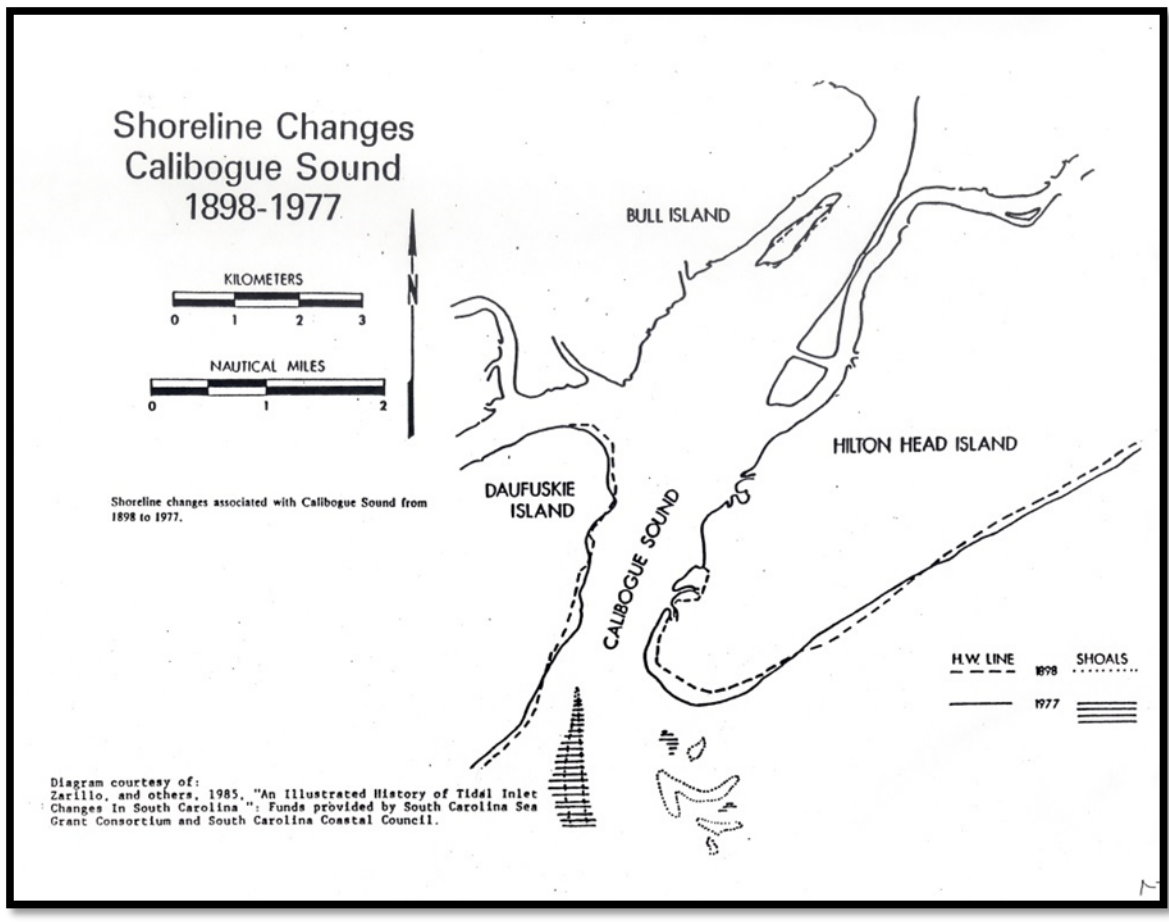 Shoreline Changes
Calibogue Sound
1898-1977
KILOMETERS
0 1 2 3
N
NAUTICAL MILES
0 1 2
Shoreline changes associated with Calibogue Sound from
1898 to 1977.
BULL ISLAND
HILTON HEAD ISLAND
DAUFUSKIE
ISLAND
CALIBOGUE SOUND
H.W. LINE SHOALS
1898
1977
Diagram courtesy of:
Zarillo, and others, 1985, "An Illustrated History of Tidal Inlet
Changes In South Carolina ": Funds provided by South Carolina Sea
Grant Consortium and South Carolina Coastal Council.